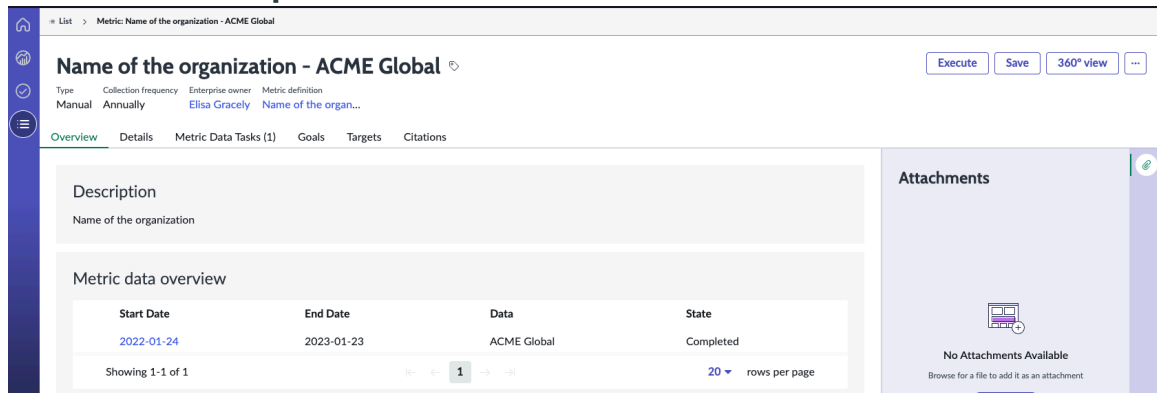 List > Metric: Name of the organization - ACME Global
Name of the organization - ACME Global
Execute Save 360° view ...
Type Collection frequency Enterprise owner Metric definition
Manual Annually Elisa Gracely Name of the organ...
Overview Details Metric Data Tasks (1) Goals Targets Citations
Description
Name of the organization
Metric data overview
Start Date End Date Data State
2022-01-24 2023-01-23 ACME Global Completed
Showing 1-1 of 1 1 20 rows per page
Attachments
No Attachments Available
Browse for a file to add it as an attachment